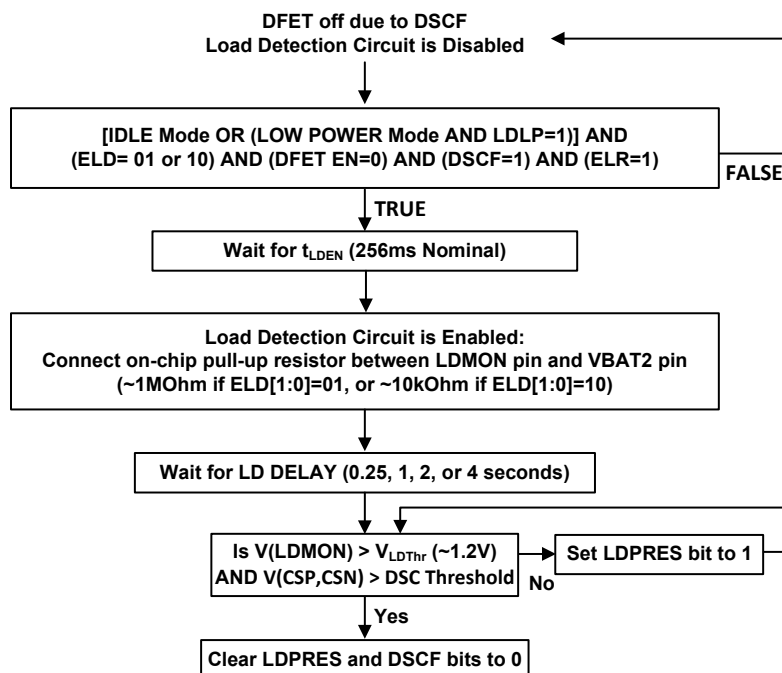 DFET off due to DSCF
Load Detection Circuit is Disabled
[IDLE Mode OR (LOW POWER Mode AND LDLP=1)] AND
(ELD= 01 or 10) AND (DFET EN=0) AND (DSCF=1) AND (ELR=1)
FALSE
TRUE
Wait for tLDEN (256ms Nominal)
Load Detection Circuit is Enabled:
Connect on-chip pull-up resistor between LDMON pin and VBAT2 pin
(~1MOhm if ELD[1:0]=01, or ~10kOhm if ELD[1:0]=10)
Wait for LD DELAY (0.25, 1, 2, or 4 seconds)
Is V(LDMON) > VLDThr (~1.2V)
AND V(CSP,CSN) > DSC Threshold
No
Set LDPRES bit to 1
Yes
Clear LDPRES and DSCF bits to 0